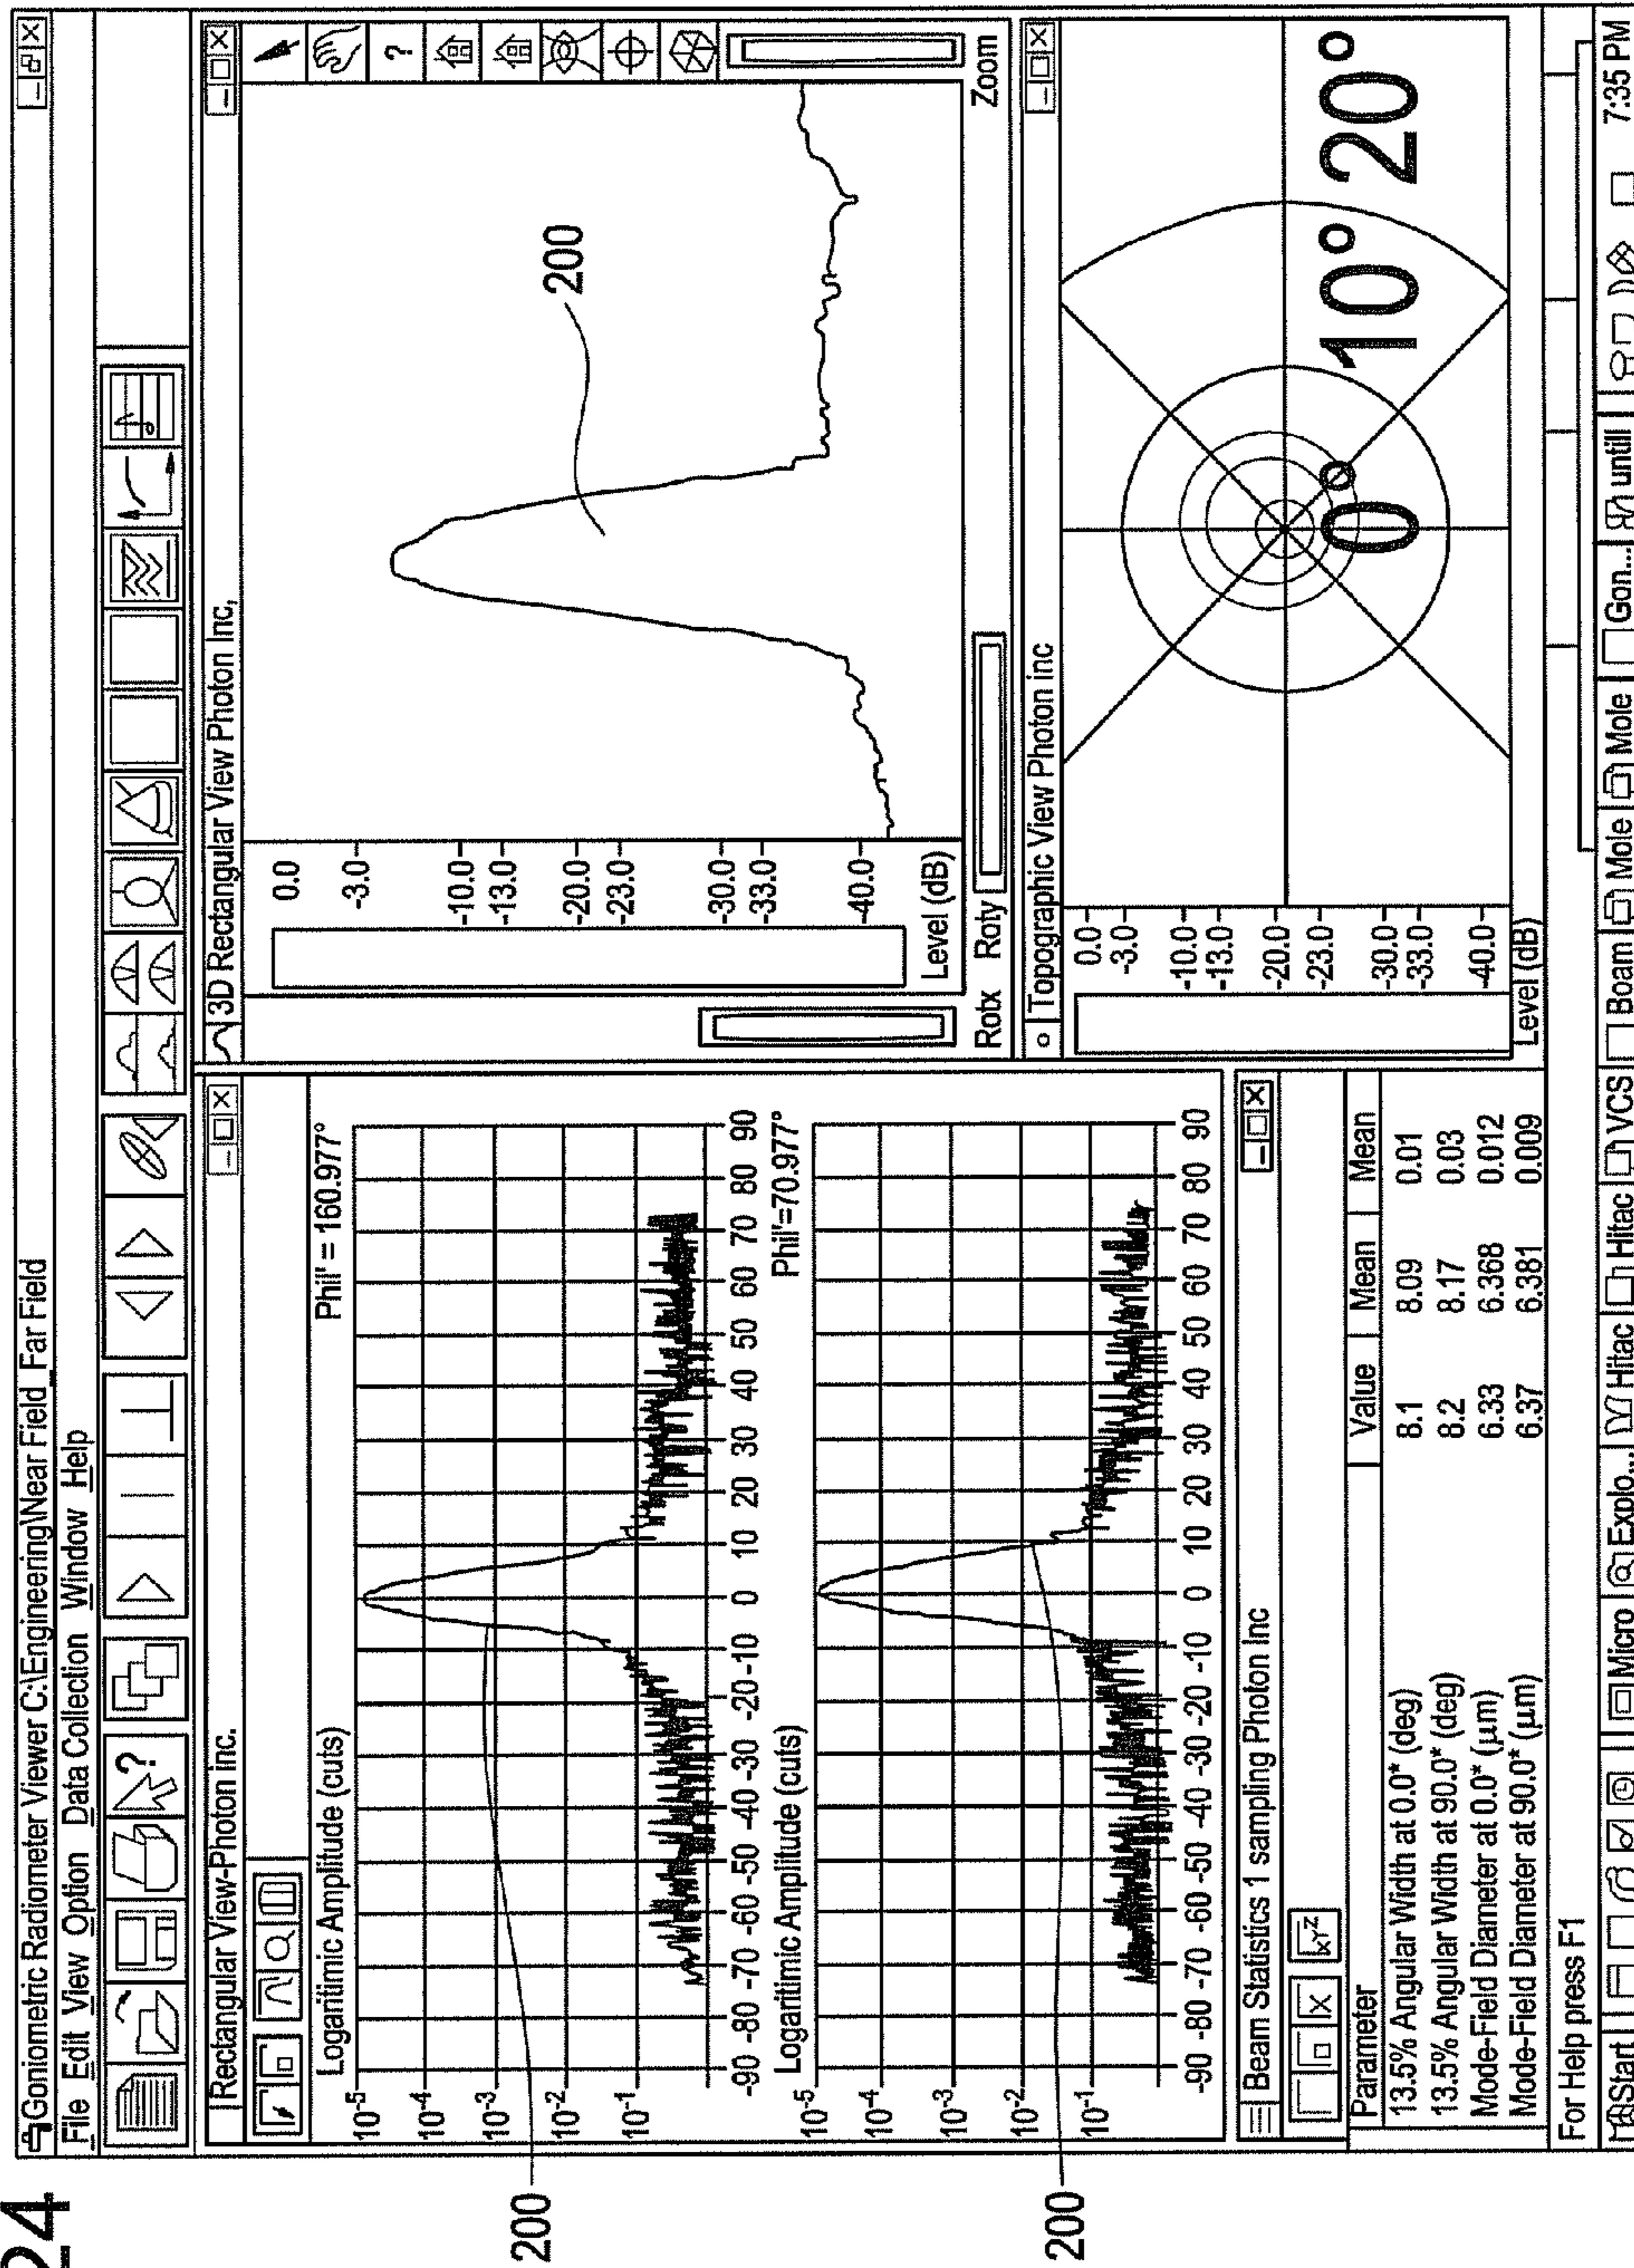 24
Goniometric Radiometer Viewer C:\Engineering\Near Field_Far Field
File Edit View Option Data Collection Window Help
?
Rectangular View-Photon inc.
Logaritimic Amplitude (cuts)
Phil' = 160.977°
10-5
10-4
10-3
10-2
10-1
-90 -80 -70 -60 -50 -40 -30 -20 -10 0 10 20 30 40 50 60 70 80 90
200
Logaritimic Amplitude (cuts)
Phil'=70.977°
10-5
10-4
10-3
10-2
10-1
-90 -80 -70 -60 -50 -40 -30 -20 -10 0 10 20 30 40 50 60 70 80 90
200
Beam Statistics 1 sampling Photon Inc
Parameter Value Mean Mean
13.5% Angular Width at 0.0* (deg) 8.1 8.09 0.01
13.5% Angular Width at 90.0* (deg) 8.2 8.17 0.03
Mode-Field Diameter at 0.0* (µm) 6.33 6.368 0.012
Mode-Field Diameter at 90.0* (µm) 6.37 6.381 0.009
3D Rectangular View Photon Inc,
0.0
-3.0
-10.0
-13.0
-20.0
-23.0
-30.0
-33.0
-40.0
Level (dB)
200
?
Rotx Roty Zoom
Topographic View Photon inc
0.0
-3.0
-10.0
-13.0
-20.0
-23.0
-30.0
-33.0
-40.0
Level (dB)
0° 10° 20°
For Help press F1
Start Micro Explo... Hitac Hitac VCS Boam Mole Mole Gon... untill 7:35 PM